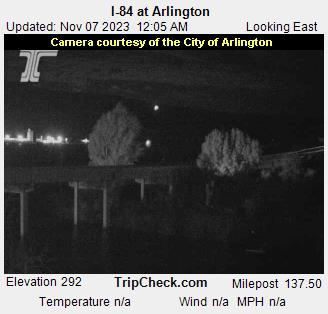 I-84 at Arlington
Updated: Nov 07 2023 12:05 AM Looking East
Camera courtesy of the City of Arlington
Elevation 292 TripCheck.com Milepost 137.50
Temperature n/a Wind n/a MPH n/a